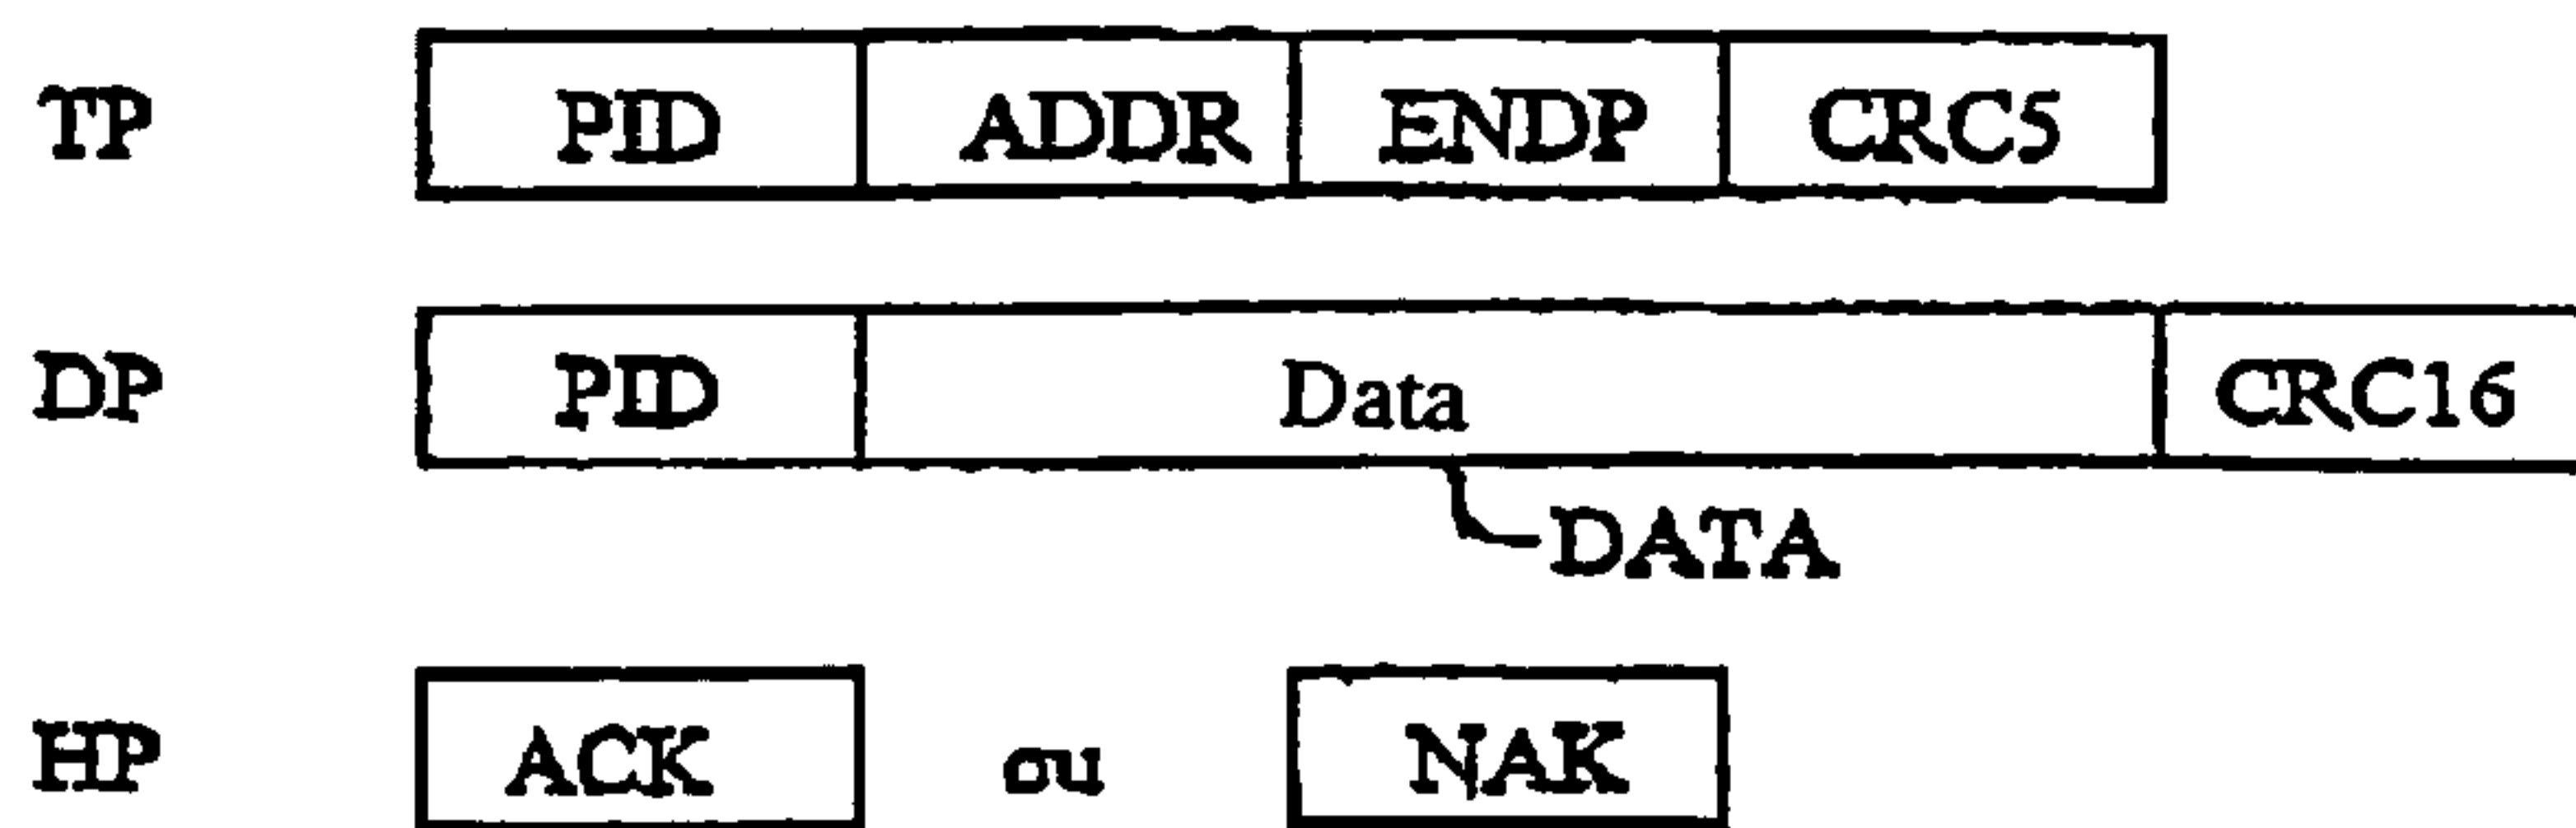 TP PID ADDR ENDP CRC5
DP PID Data CRC16
DATA
HP ACK ou NAK